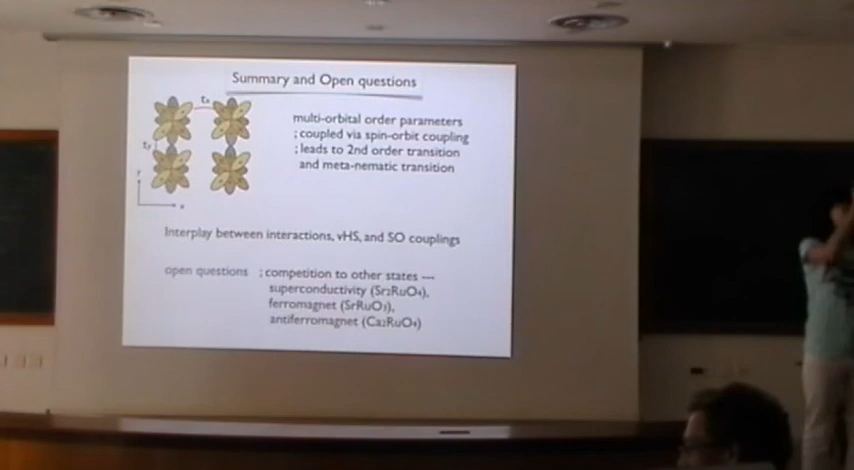 Summary and Open questions
tx
ty
multi-orbital order parameters
; coupled via spin-orbit coupling
; leads to 2nd order transition
and meta-nematic transition
Y
x
Interplay between interactions, vHS, and SO couplings
open questions ; competition to other states ---
superconductivity (Sr₂RuO₄),
ferromagnet (SrRuO₃),
antiferromagnet (Ca₂RuO₄)